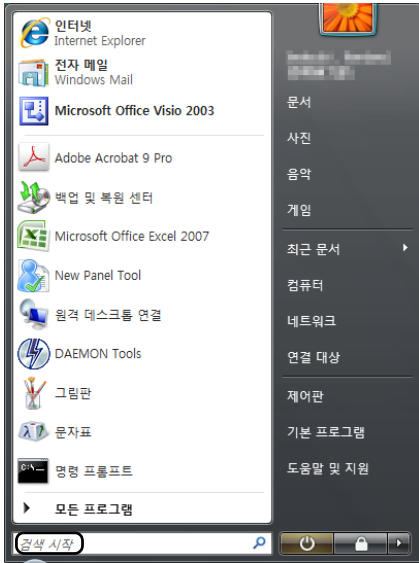 인터넷
Internet Explorer
전자 메일
Windows Mail
Microsoft Office Visio 2003
Adobe Acrobat 9 Pro
백업 및 복원 센터
Microsoft Office Excel 2007
New Panel Tool
원격 데스크톱 연결
DAEMON Tools
그림판
문자표
명령 프롬프트
모든 프로그램
검색 시작
문서
사진
음악
게임
최근 문서
컴퓨터
네트워크
연결 대상
제어판
기본 프로그램
도움말 및 지원